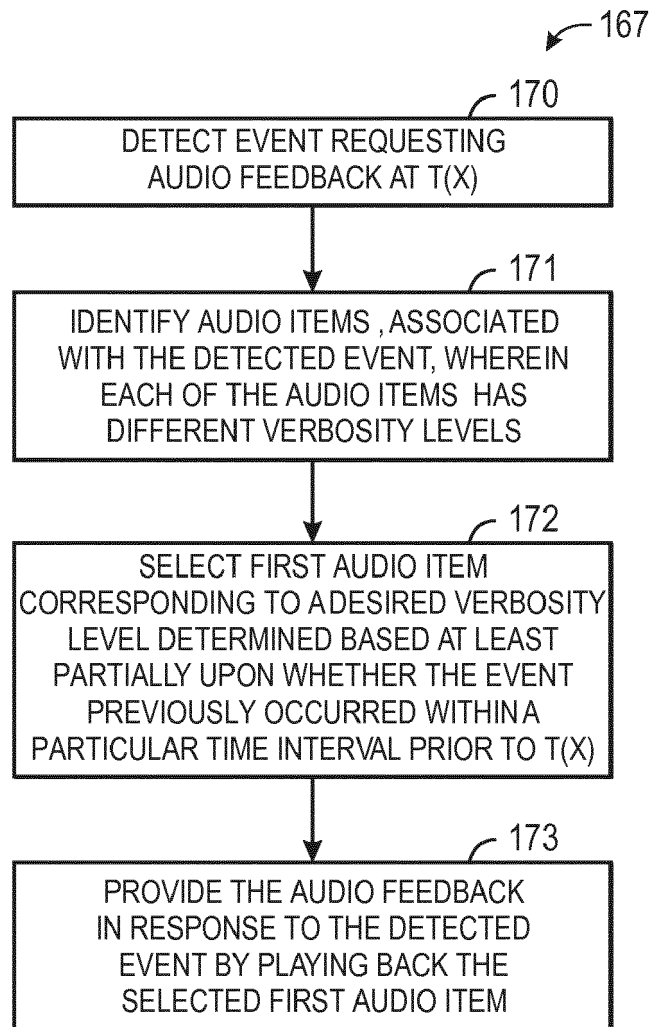 167
170
DETECT EVENT REQUESTING
AUDIO FEEDBACK AT T(X)
171
IDENTIFY AUDIO ITEMS , ASSOCIATED
WITH THE DETECTED EVENT, WHEREIN
EACH OF THE AUDIO ITEMS HAS
DIFFERENT VERBOSITY LEVELS
172
SELECT FIRST AUDIO ITEM
CORRESPONDING TO A DESIRED VERBOSITY
LEVEL DETERMINED BASED AT LEAST
PARTIALLY UPON WHETHER THE EVENT
PREVIOUSLY OCCURRED WITHIN A
PARTICULAR TIME INTERVAL PRIOR TO T(X)
173
PROVIDE THE AUDIO FEEDBACK
IN RESPONSE TO THE DETECTED
EVENT BY PLAYING BACK THE
SELECTED FIRST AUDIO ITEM